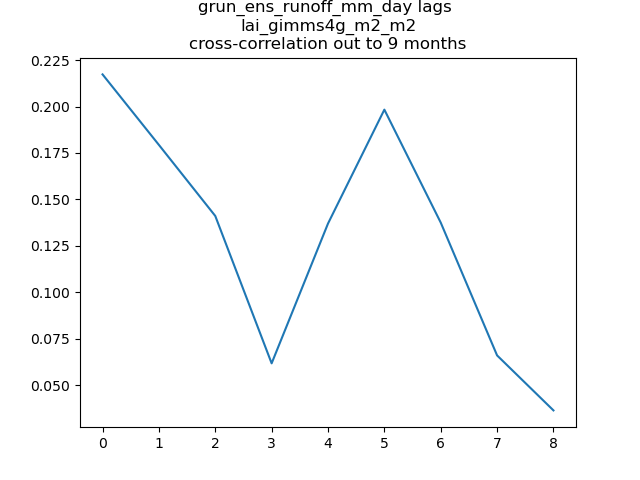 grun_ens_runoff_mm_day lags
lai_gimms4g_m2_m2
cross-correlation out to 9 months
0.225
0.200
0.175
0.150
0.125
0.100
0.075
0.050
0 1 2 3 4 5 6 7 8